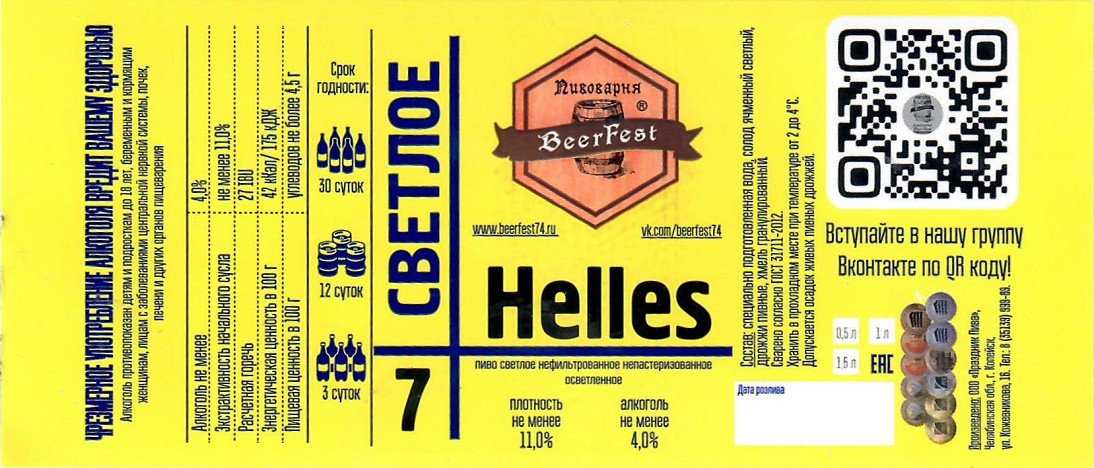 ЧРЕЗМЕРНОЕ УПОТРЕБЛЕНИЕ АЛКОГОЛЯ ВРЕДИТ ВАШЕМУ ЗДОРОВЬЮ
Алкоголь противопоказан детям и подросткам до 18 лет, беременным и кормящим
женщинам, лицам с заболеваниями центральной нервной системы, почек,
печени и других органов пищеварения
Алкоголь не менее 4,0%
Экстрактивность начального сусла не менее 11,0%
Расчетная горечь 27 IBU
Энергетическая ценность в 100 г 42 кКал/ 175 кДж
Пищевая ценность в 100 г углеводов не более 4,5 г
Срок
годности:
30 суток
12 суток
3 суток
СВЕТЛОЕ
7
Пивоварня
®
BeerFest
www.beerfest74.ru
vk.com/beerfest74
Helles
пиво светлое нефильтрованное непастеризованное
осветленное
плотность
не менее
11,0%
алкоголь
не менее
4,0%
Состав: специально подготовленная вода, солод ячменный светлый,
дрожжи пивные, хмель гранулированный.
Сварено согласно ГОСТ 31711-2012.
Хранить в прохладном месте при температуре от 2 до 4°С.
Допускается осадок живых пивных дрожжей.
Дата розлива
Вступайте в нашу группу
Вконтакте по QR коду!
0,5 л
1 л
1,5 л
EAC
Произведено: ООО «Праздник Пива»,
Челябинская обл., г. Копейск,
ул. Кожевникова, 16. Тел.: 8 (35139) 999-89.